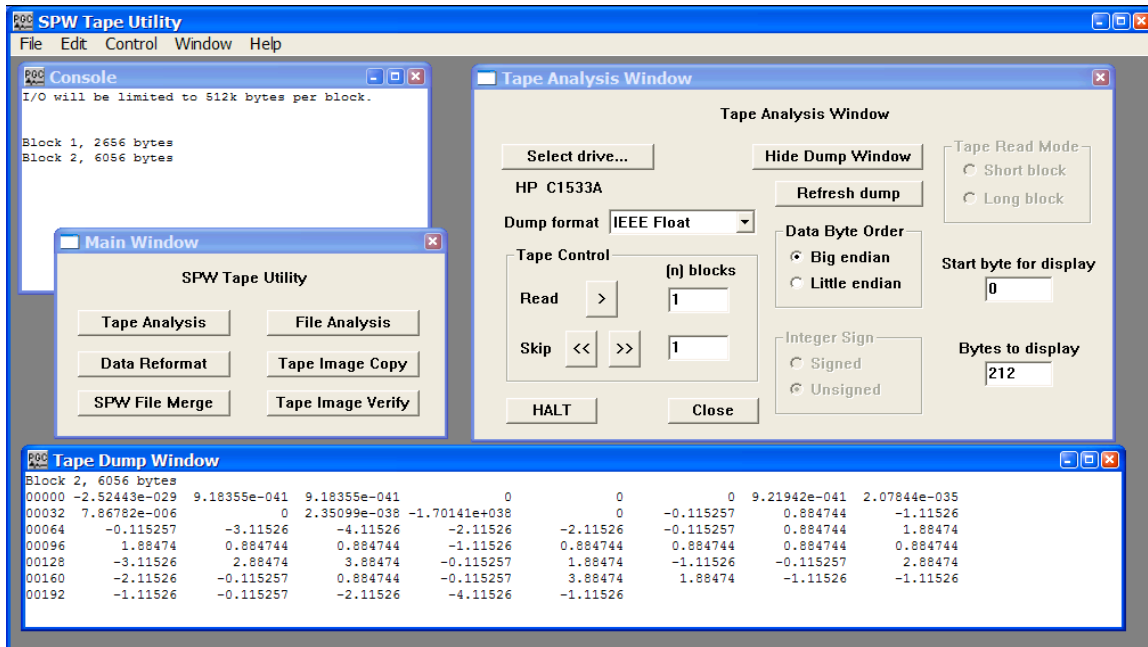 SPW Tape Utility
File Edit Control Window Help
Console
I/O will be limited to 512k bytes per block.
Block 1, 2656 bytes
Block 2, 6056 bytes
Main Window
SPW Tape Utility
Tape Analysis File Analysis
Data Reformat Tape Image Copy
SPW File Merge Tape Image Verify
Tape Analysis Window
Tape Analysis Window
Select drive... Hide Dump Window
HP C1533A
Refresh dump
Tape Read Mode
Short block
Long block
Dump format IEEE Float
Data Byte Order
Big endian
Little endian
Start byte for display
0
Tape Control
(n) blocks
Read > 1
Skip << >> 1
Integer Sign
Signed
Unsigned
Bytes to display
212
HALT Close
Tape Dump Window
Block 2, 6056 bytes
00000 -2.52443e-029 9.18355e-041 9.18355e-041 0 0 0 9.21942e-041 2.07844e-035
00032 7.86782e-006 0 2.35099e-038 -1.70141e+038 0 -0.115257 0.884782 -1.11526
00064 -0.115257 -3.11526 -4.11526 -2.11526 -2.11526 -0.115257 0.884744 1.88474
00096 1.88474 0.884744 0.884744 -1.11526 0.884744 0.884744 0.884744 0.884744
00128 -3.11526 2.88474 3.88474 -0.115257 1.88474 -1.11526 -0.115257 2.88474
00160 -2.11526 -0.115257 0.884744 -0.115257 3.88474 1.88474 -1.11526 -1.11526
00192 -1.11526 -0.115257 -2.11526 -4.11526 -1.11526